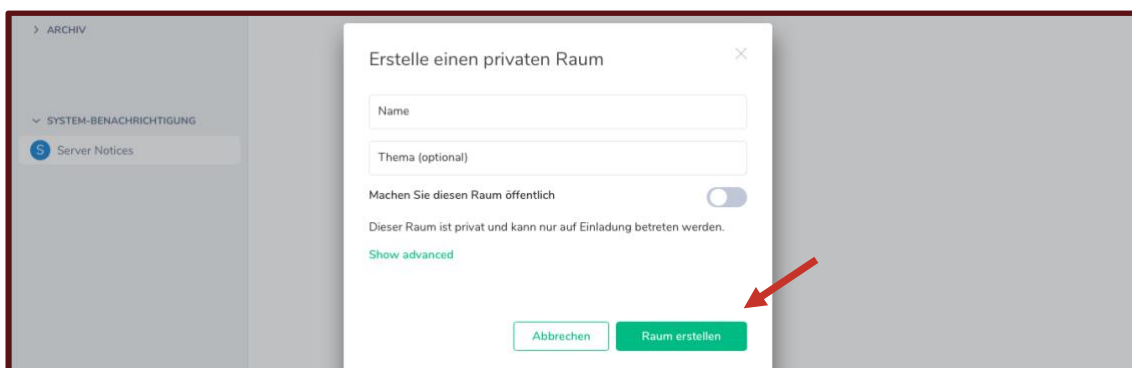 ARCHIV
SYSTEM-BENACHRICHTIGUNG
S Server Notices
Erstelle einen privaten Raum
Name
Thema (optional)
Machen Sie diesen Raum öffentlich
Dieser Raum ist privat und kann nur auf Einladung betreten werden.
Show advanced
Abbrechen Raum erstellen